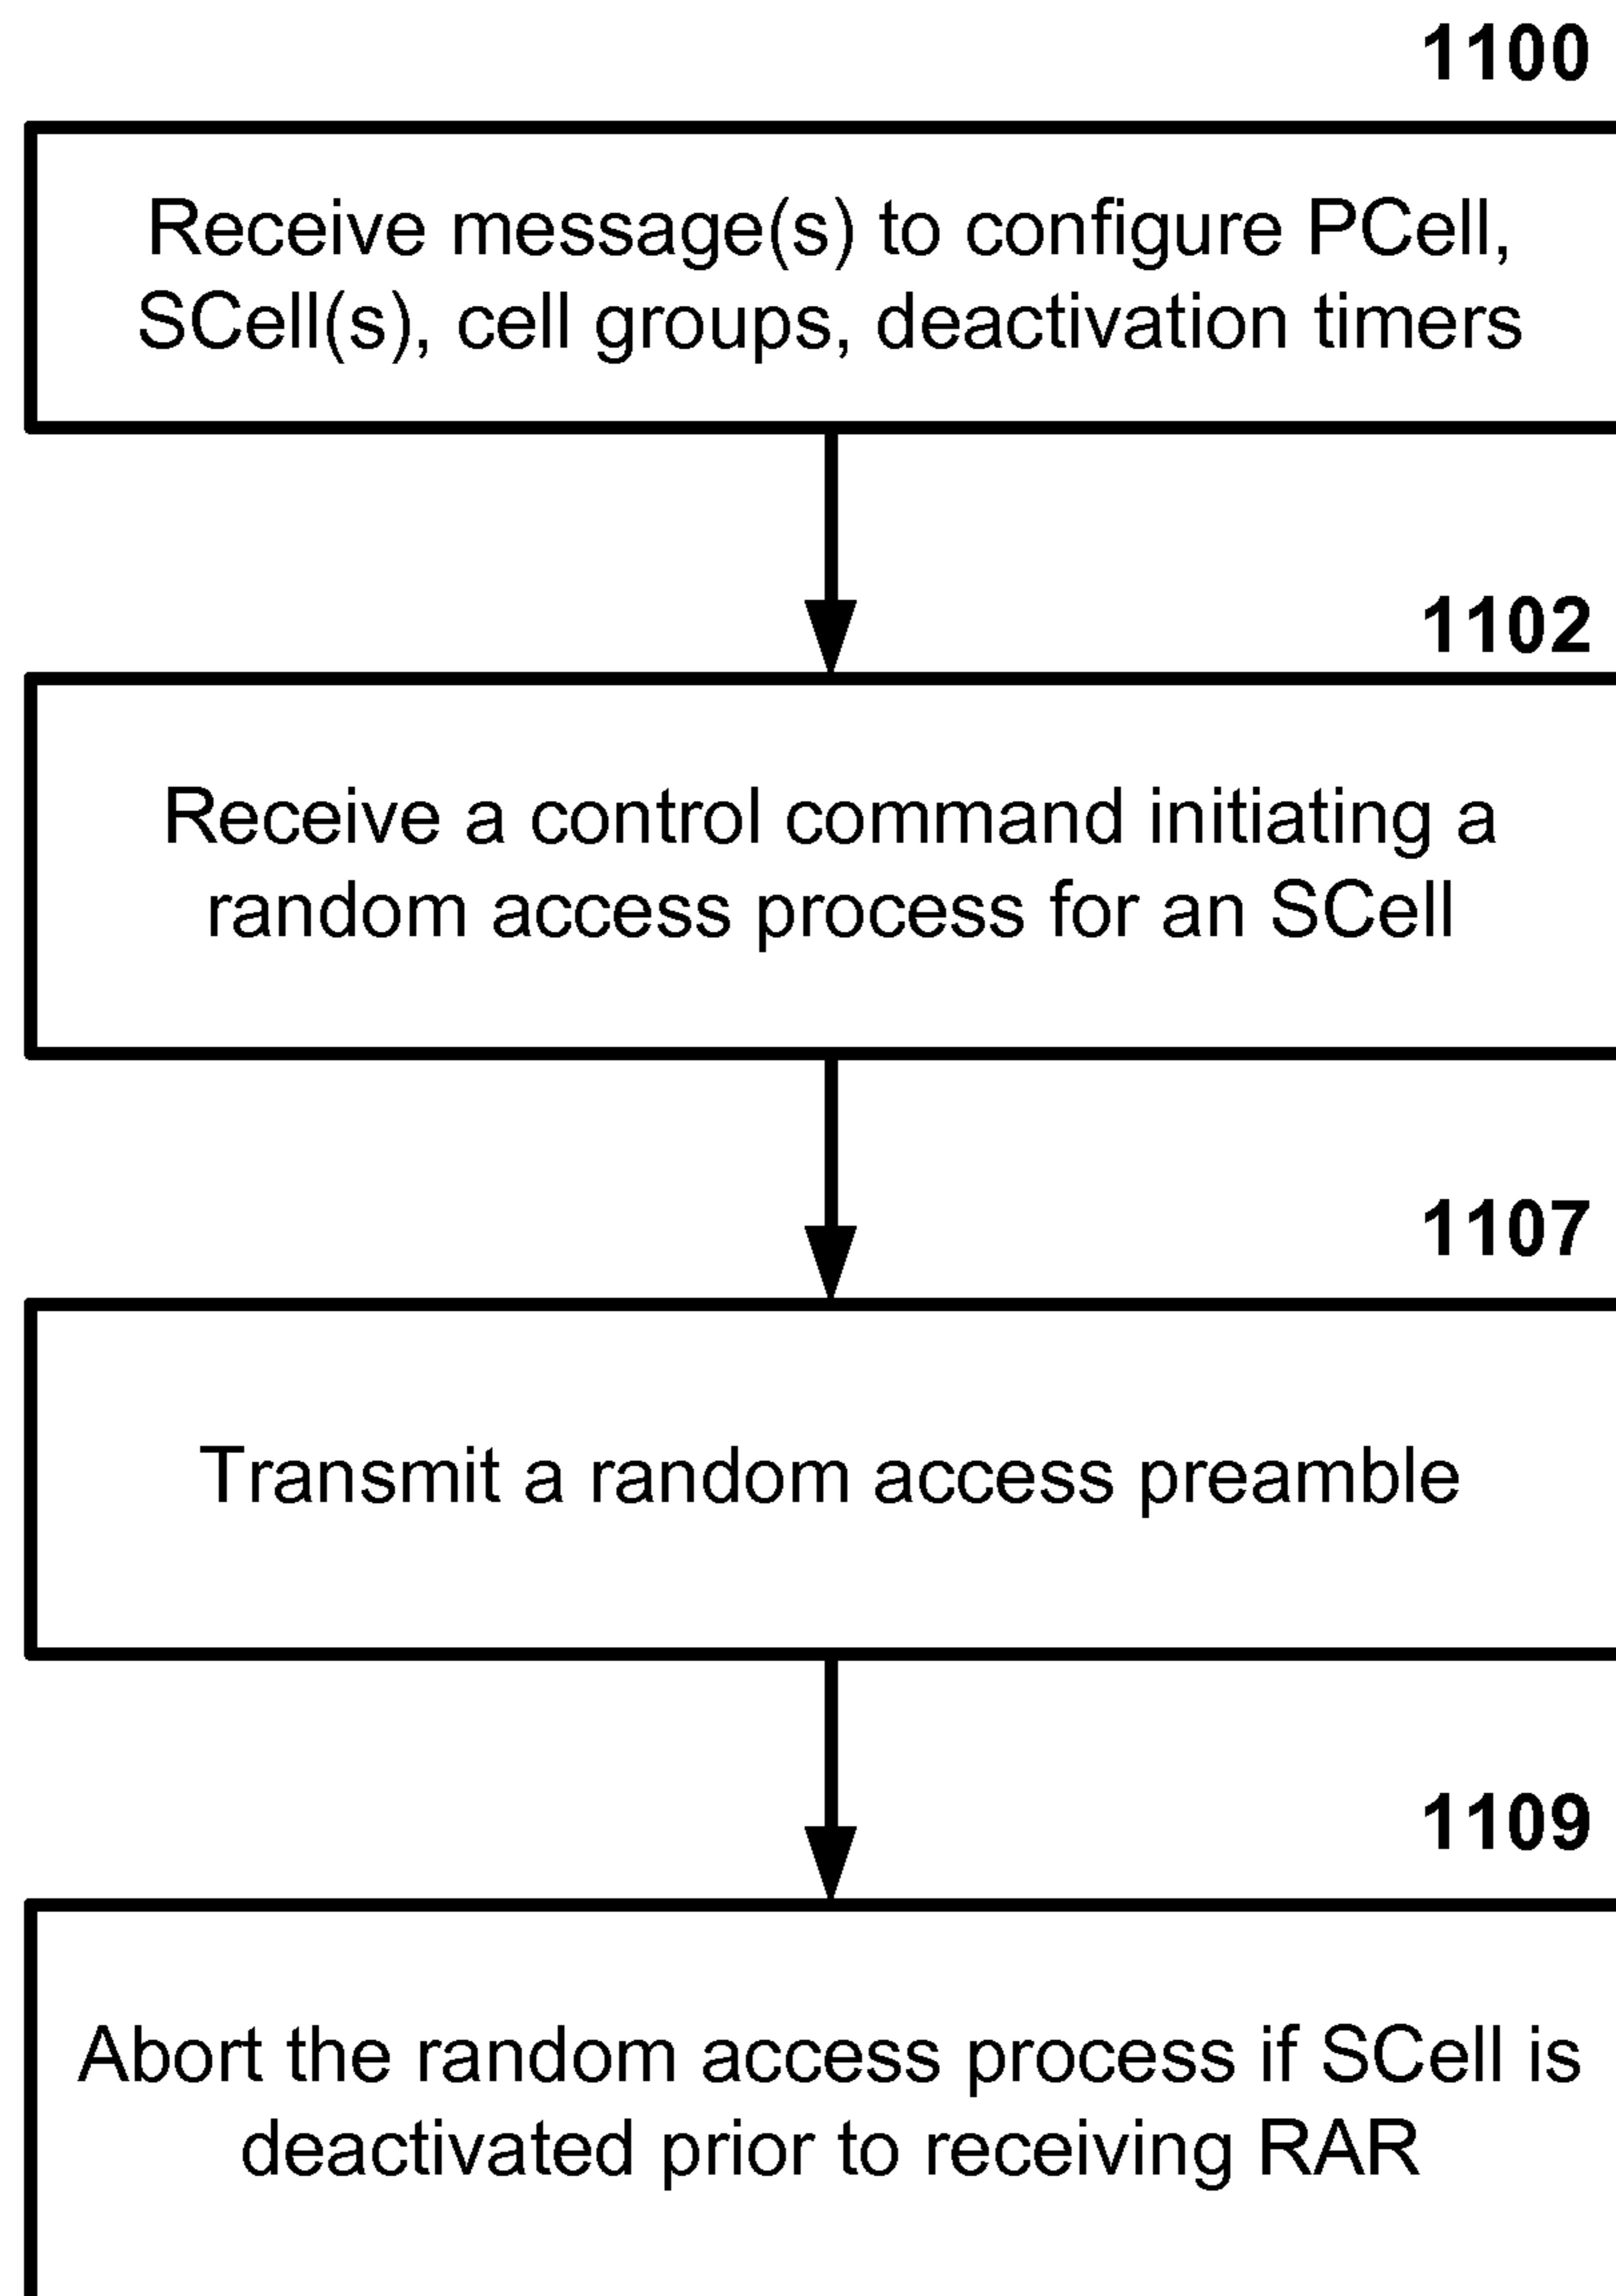 1100
Receive message(s) to configure PCell,
SCell(s), cell groups, deactivation timers
1102
Receive a control command initiating a
random access process for an SCell
1107
Transmit a random access preamble
1109
Abort the random access process if SCell is
deactivated prior to receiving RAR